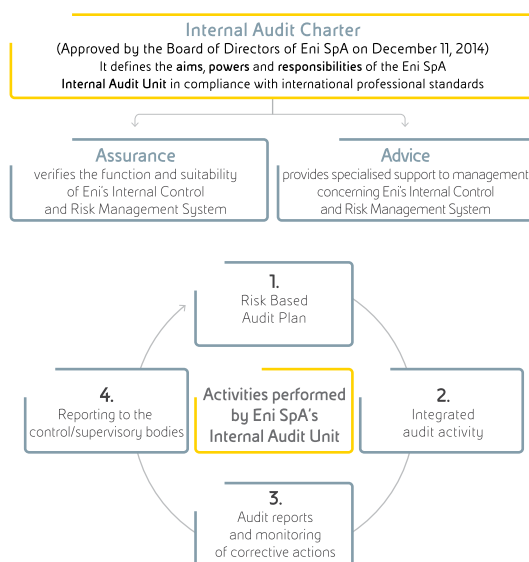 Internal Audit Charter
(Approved by the Board of Directors of Eni SpA on December 11, 2014)
It defines the aims, powers and responsibilities of the Eni SpA
Internal Audit Unit in compliance with international professional standards
Assurance
verifies the function and suitability
of Eni's Internal Control
and Risk Management System
Advice
provides specialised support to management
concerning Eni's Internal Control
and Risk Management System
1.
Risk Based
Audit Plan
4.
Reporting to the
control/supervisory bodies
Activities performed
by Eni SpA's
Internal Audit Unit
2.
Integrated
audit activity
3.
Audit reports
and monitoring
of corrective actions